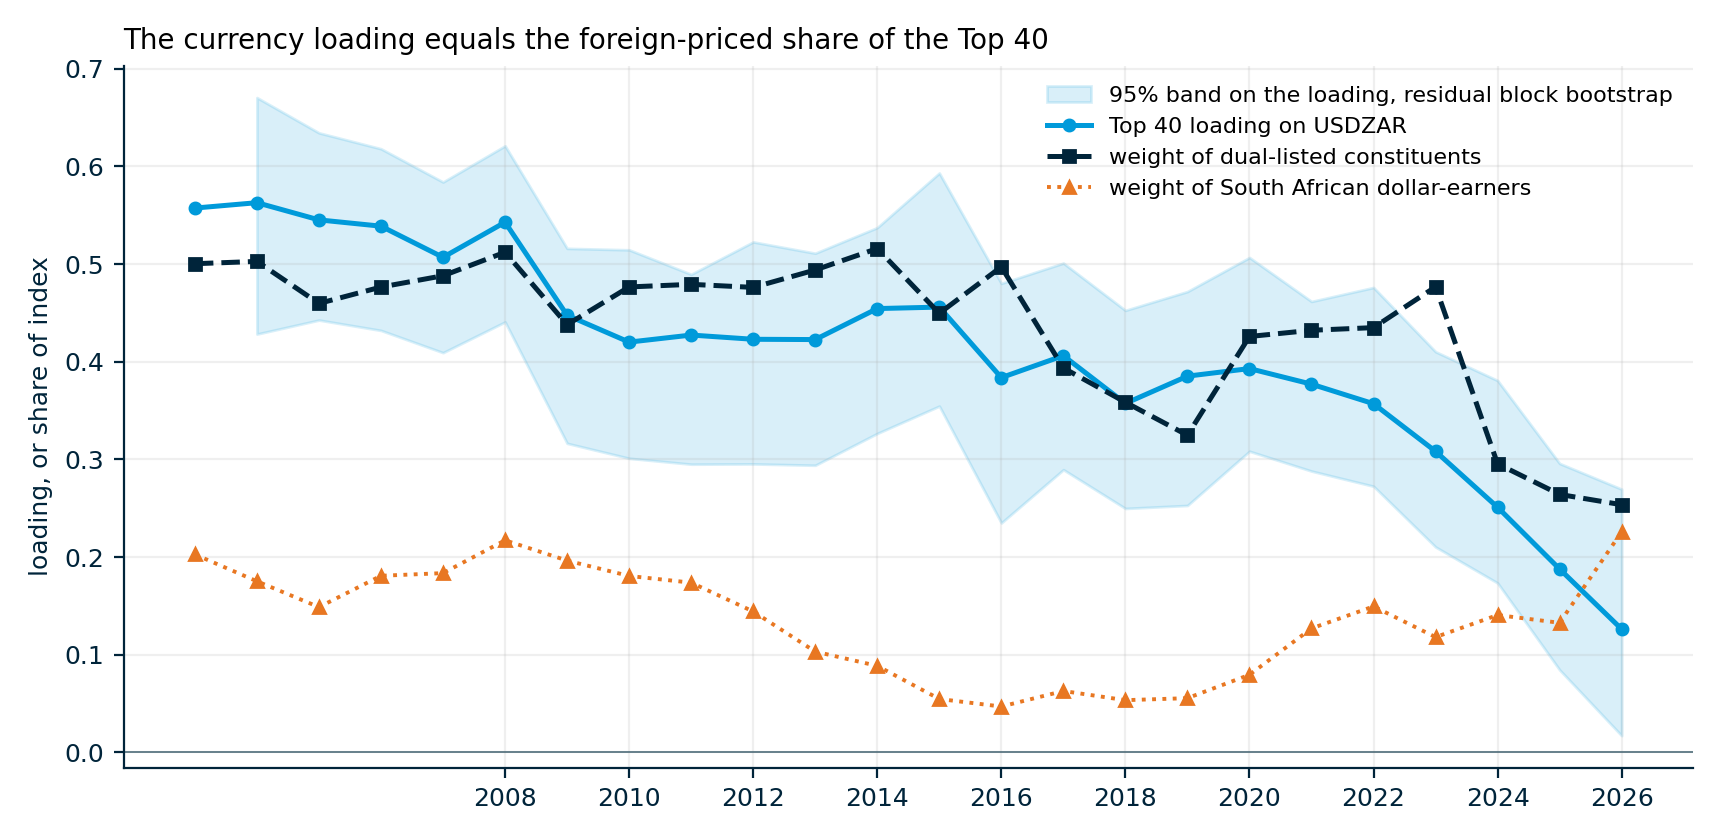 The currency loading equals the foreign-priced share of the Top 40
0.7
0.6
0.5
0.4
0.3
0.2
0.1
0.0
loading, or share of index
95% band on the loading, residual block bootstrap
Top 40 loading on USDZAR
weight of dual-listed constituents
weight of South African dollar-earners
2008 2010 2012 2014 2016 2018 2020 2022 2024 2026